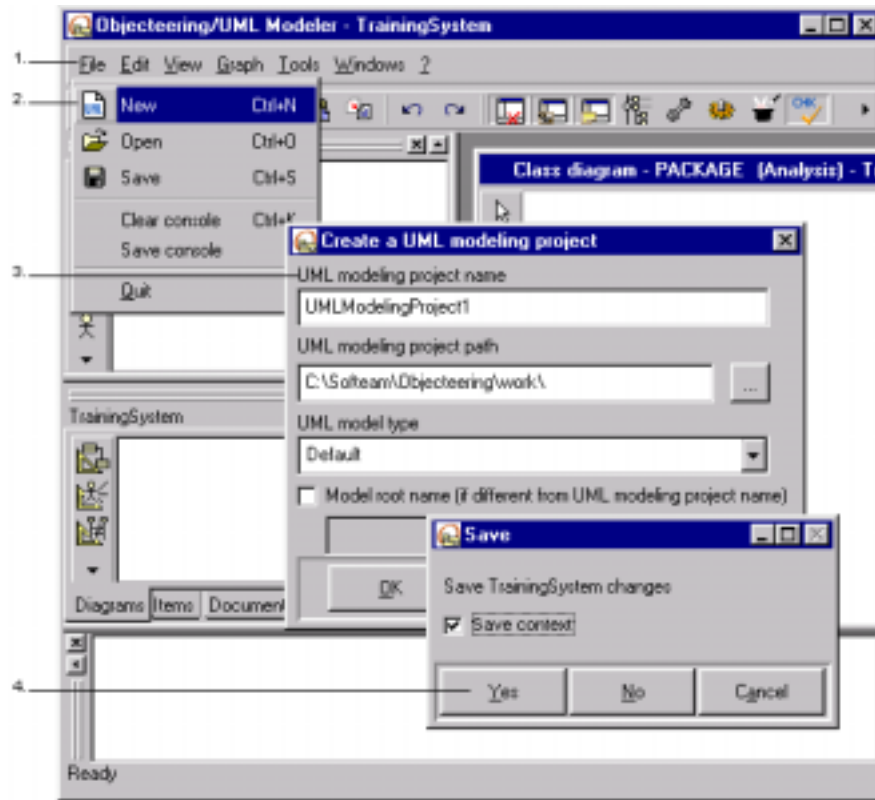 Objecteering/UML Modeler - TrainingSystem
1.
File Edit View Graph Tools Windows ?
2.
New Ctrl+N
Open Ctrl+O
Save Ctrl+S
Clear console Ctrl+K
Save console
Quit
Class diagram - PACKAGE (Analysis) - T
Create a UML modeling project
3.
UML modeling project name
UMLModelingProject1
UML modeling project path
C:\Softeam\Objecteering\work\
...
UML model type
Default
Model root name (if different from UML modeling project name)
OK
TrainingSystem
Diagrams Items Document
Save
Save TrainingSystem changes
Save context
4.
Yes No Cancel
Ready